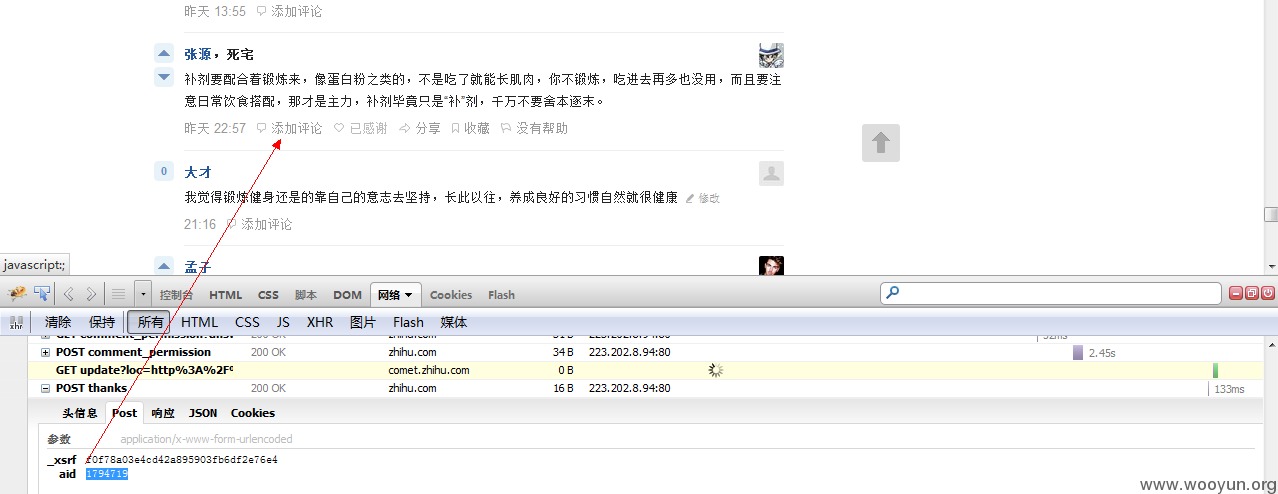 昨天 13:55 添加评论
张源，死宅
补剂要配合着锻炼来，像蛋白粉之类的，不是吃了就能长肌肉，你不锻炼，吃进去再多也没用，而且要注
意日常饮食搭配，那才是主力，补剂毕竟只是“补”剂，千万不要舍本逐末。
昨天 22:57 添加评论 已感谢 分享 收藏 没有帮助
0 大才
我觉得锻炼健身还是的靠自己的意志去坚持，长此以往，养成良好的习惯自然就很健康 修改
21:16 添加评论
孟子
javascript:;
控制台 HTML CSS 脚本 DOM 网络 Cookies Flash
xhr 清除 保持 所有 HTML CSS JS XHR 图片 Flash 媒体
200 OK zhihu.com 31 B 223.202.8.94:80 32ms
POST comment_permission 200 OK zhihu.com 34 B 223.202.8.94:80 2.45s
GET update?loc=http%3A%2F comet.zhihu.com 0 B
POST thanks 200 OK zhihu.com 16 B 223.202.8.94:80 133ms
头信息 Post 响应 JSON Cookies
参数 application/x-www-form-urlencoded
_xsrf f0f78a03e4cd42a895903fb6df2e76e4
aid 1794719
www.wooyun.org